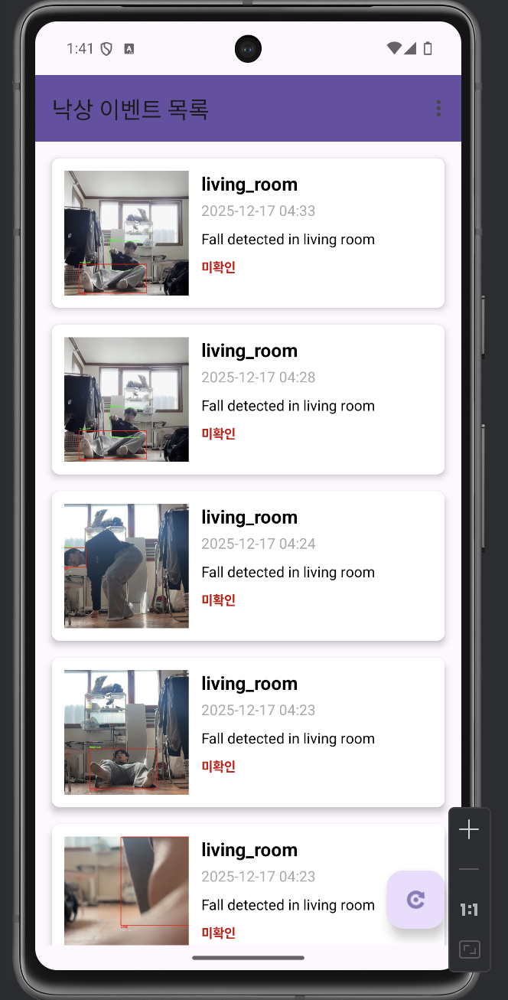 1:41
낙상 이벤트 목록
living_room
2025-12-17 04:33
Fall detected in living room
미확인
living_room
2025-12-17 04:28
Fall detected in living room
미확인
living_room
2025-12-17 04:24
Fall detected in living room
미확인
living_room
2025-12-17 04:23
Fall detected in living room
미확인
living_room
2025-12-17 04:23
Fall detected in living room
미확인
1:1